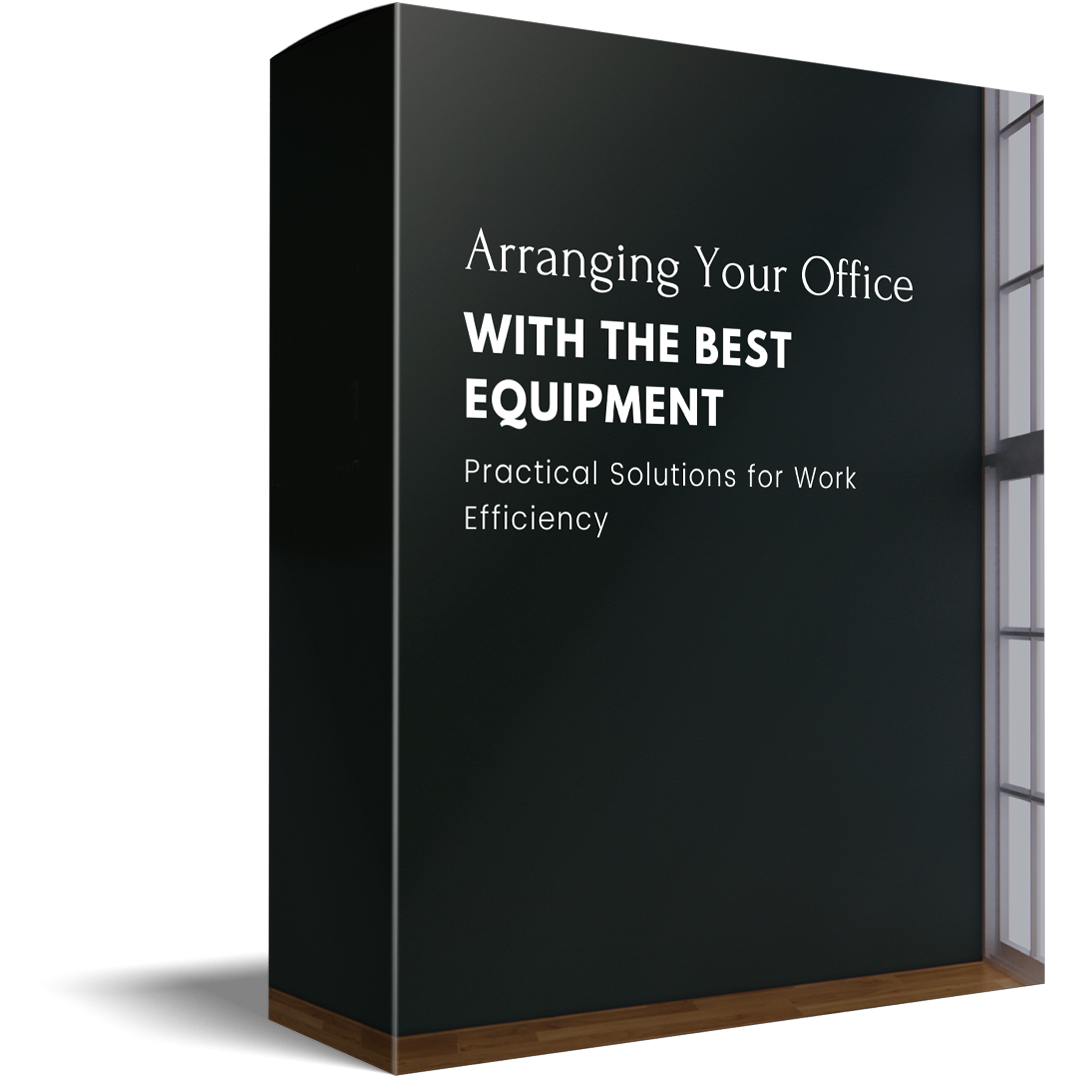 Arranging Your Office
WITH THE BEST
EQUIPMENT
Practical Solutions for Work
Efficiency